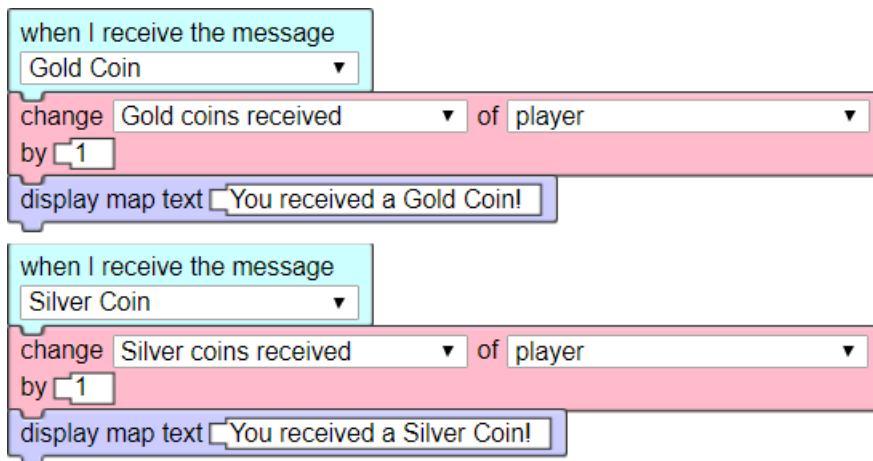 when I receive the message
Gold Coin
change Gold coins received of player
by 1
display map text You received a Gold Coin!
when I receive the message
Silver Coin
change Silver coins received of player
by 1
display map text You received a Silver Coin!